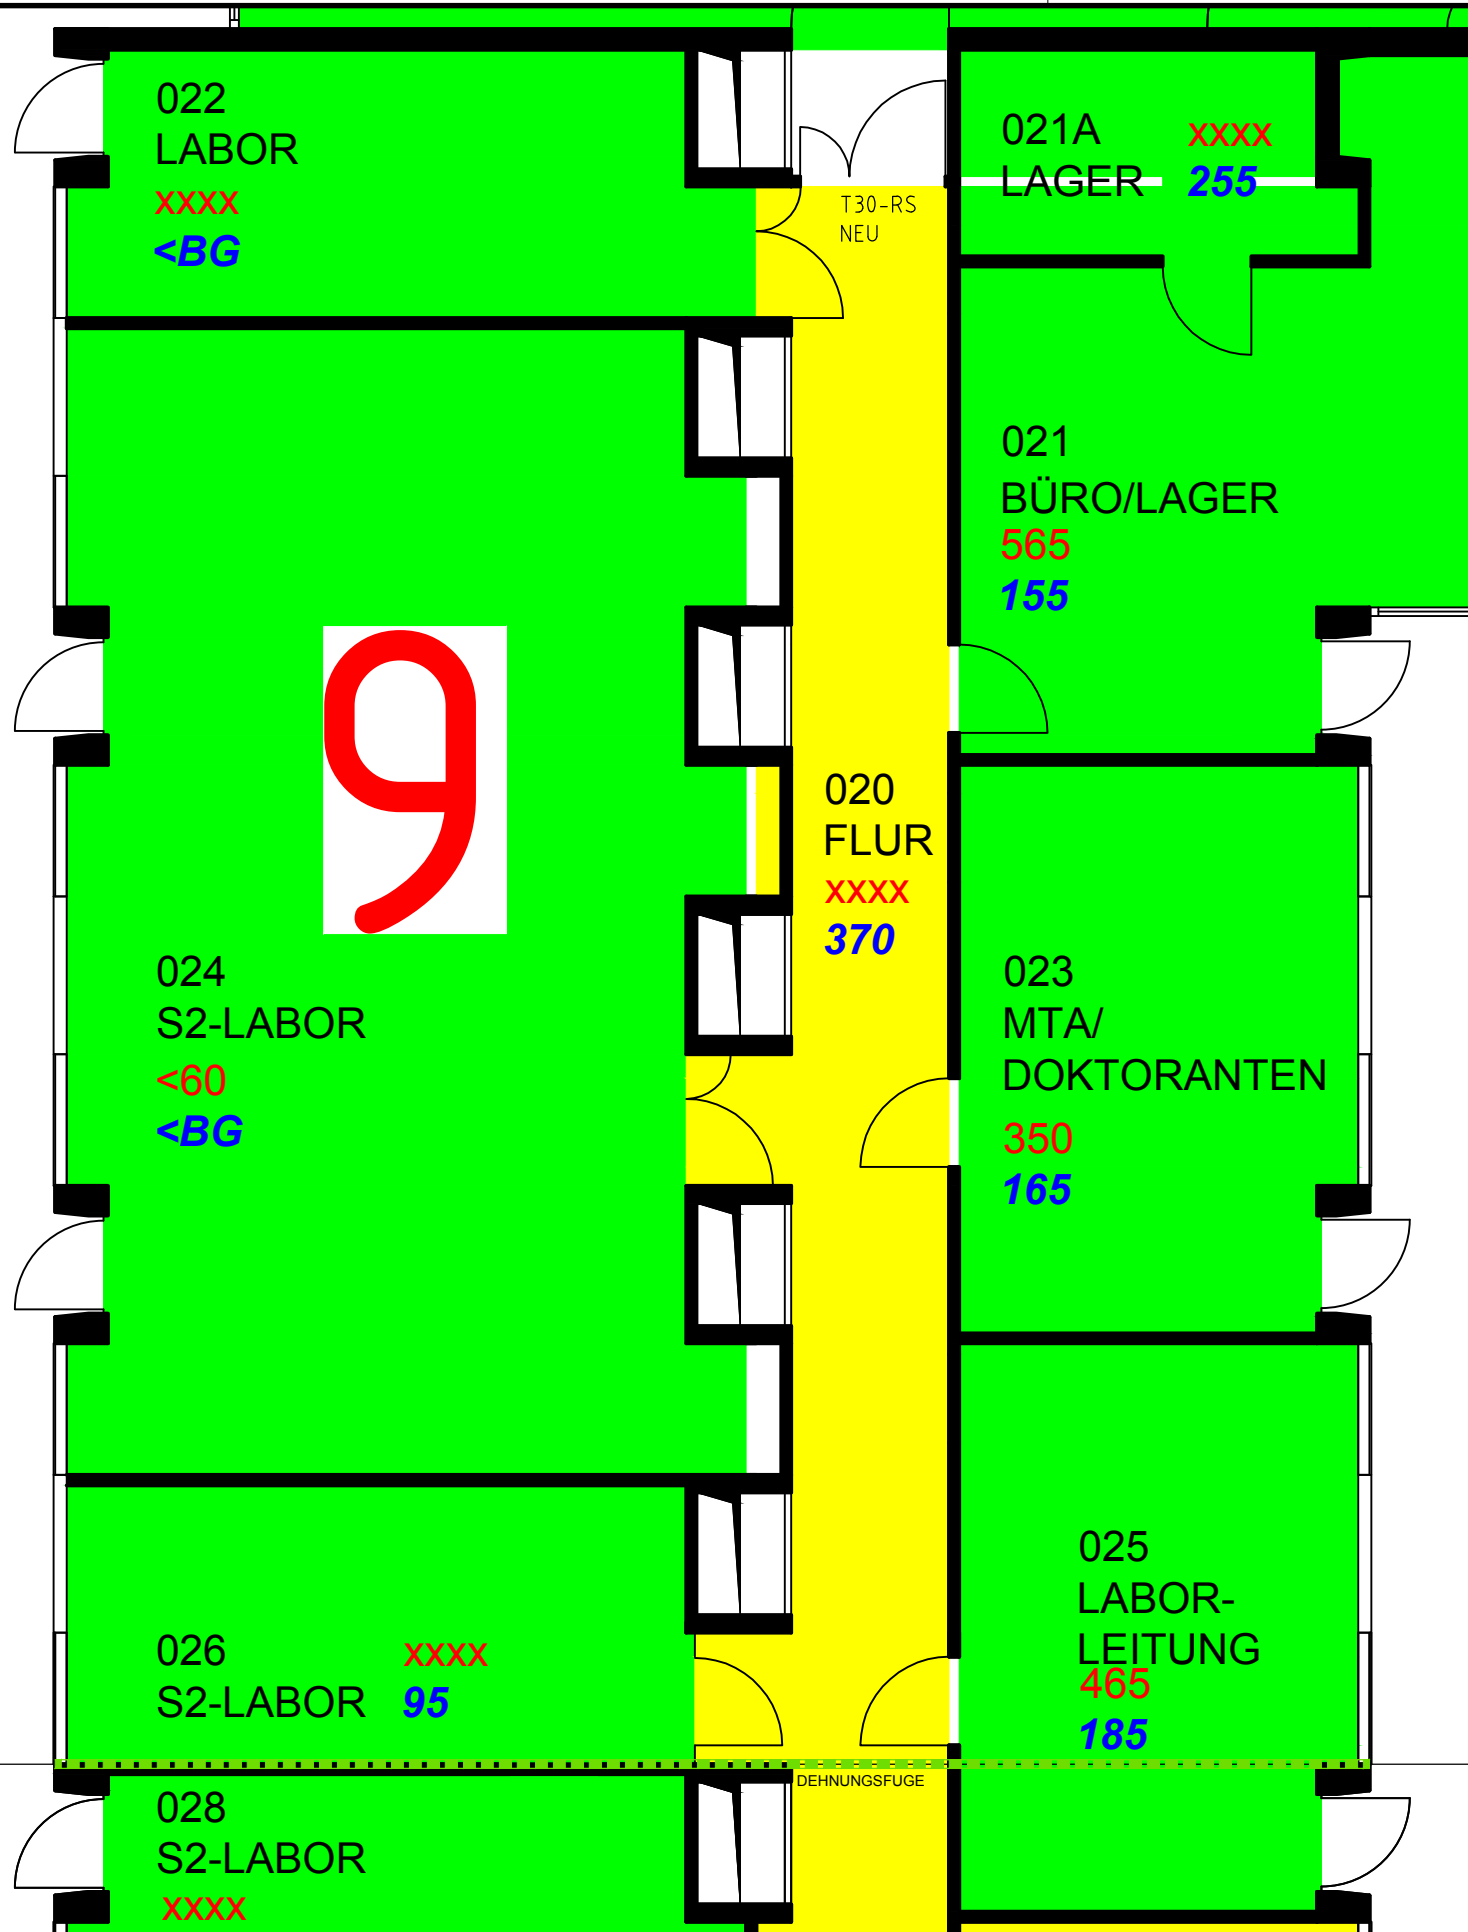 022
LABOR
xxxx
<BG
T30-RS
NEU
021A
LAGER
xxxx
255
021
BÜRO/LAGER
565
155
9
020
FLUR
xxxx
370
024
S2-LABOR
<60
<BG
023
MTA/
DOKTORANTEN
350
165
025
LABOR-
LEITUNG
465
185
026
S2-LABOR
xxxx
95
DEHNUNGSFUGE
028
S2-LABOR
xxxx